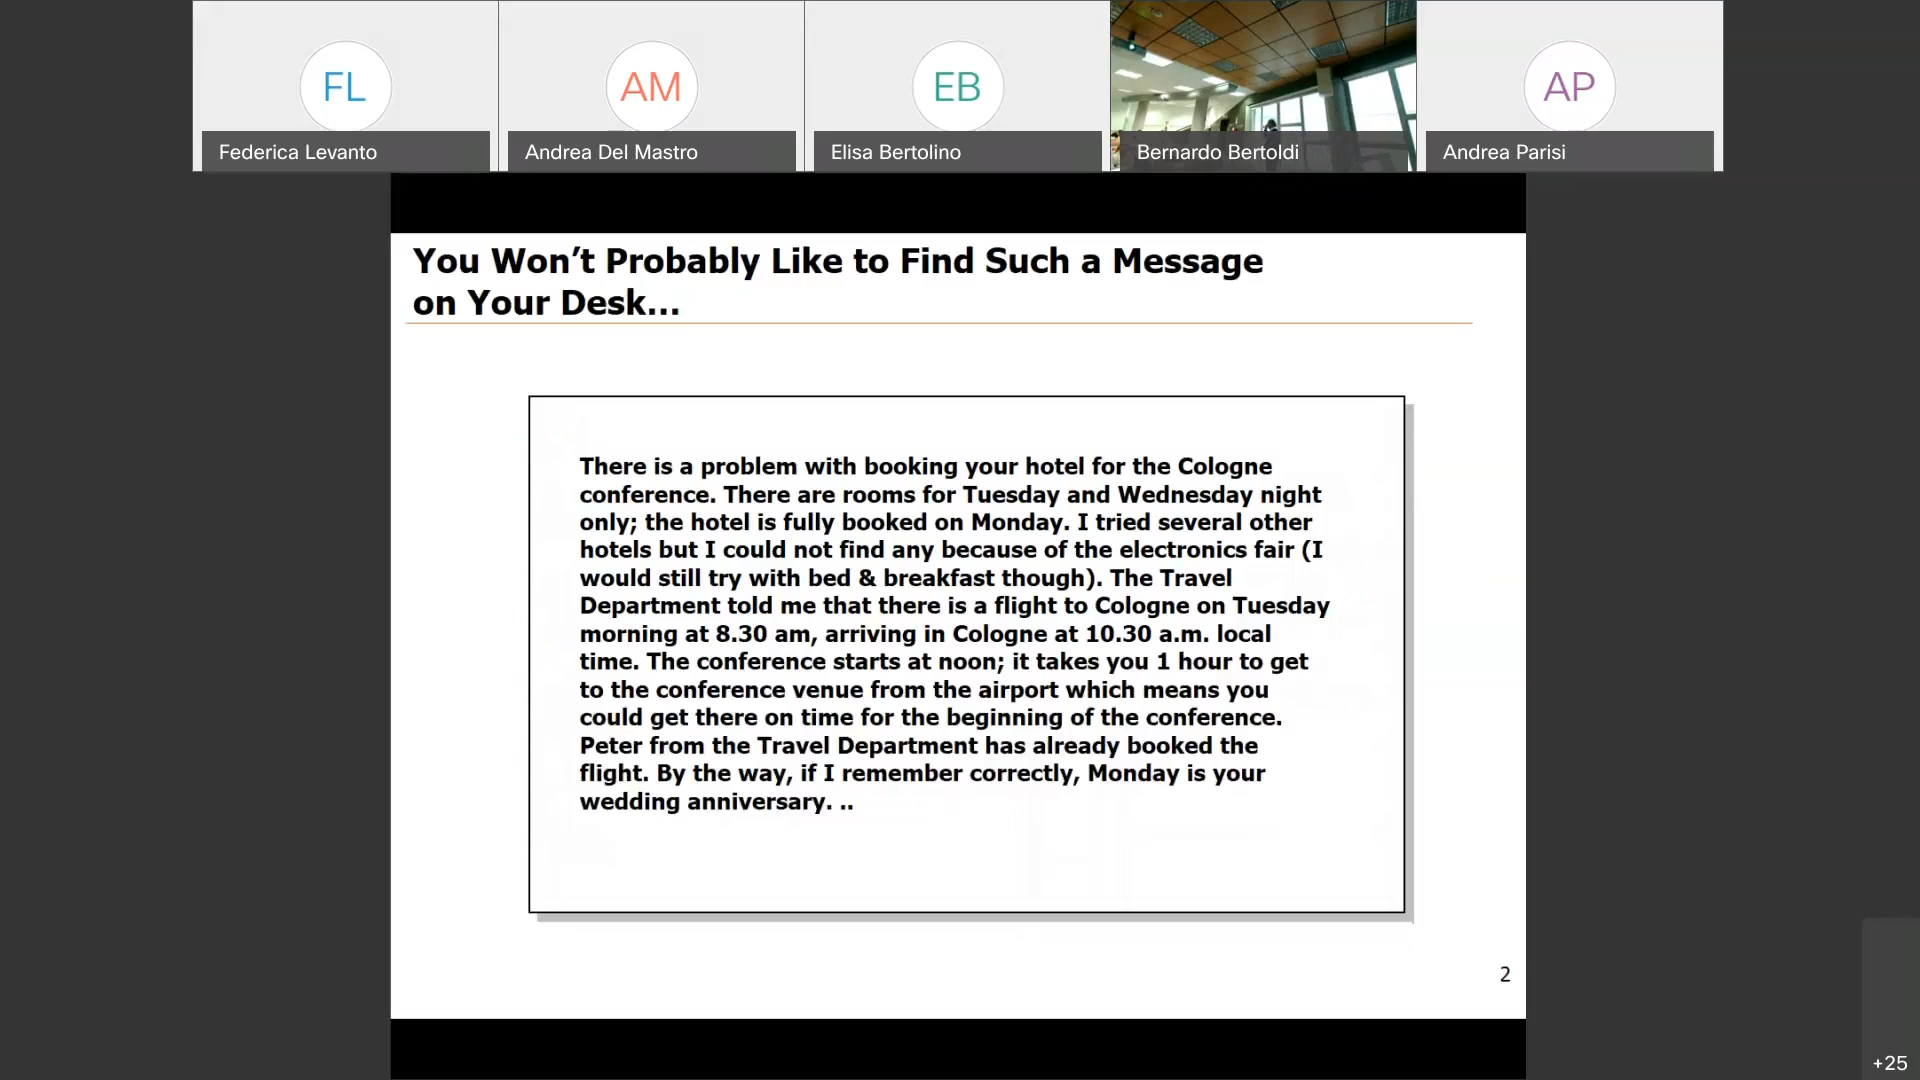 FL
AM
EB
AP
Federica Levanto
Andrea Del Mastro
Elisa Bertolino
Bernardo Bertoldi
Andrea Parisi
You Won’t Probably Like to Find Such a Message
on Your Desk...
There is a problem with booking your hotel for the Cologne
conference. There are rooms for Tuesday and Wednesday night
only; the hotel is fully booked on Monday. I tried several other
hotels but I could not find any because of the electronics fair (I
would still try with bed & breakfast though). The Travel
Department told me that there is a flight to Cologne on Tuesday
morning at 8.30 am, arriving in Cologne at 10.30 a.m. local
time. The conference starts at noon; it takes you 1 hour to get
to the conference venue from the airport which means you
could get there on time for the beginning of the conference.
Peter from the Travel Department has already booked the
flight. By the way, if I remember correctly, Monday is your
wedding anniversary. ..
2
+25